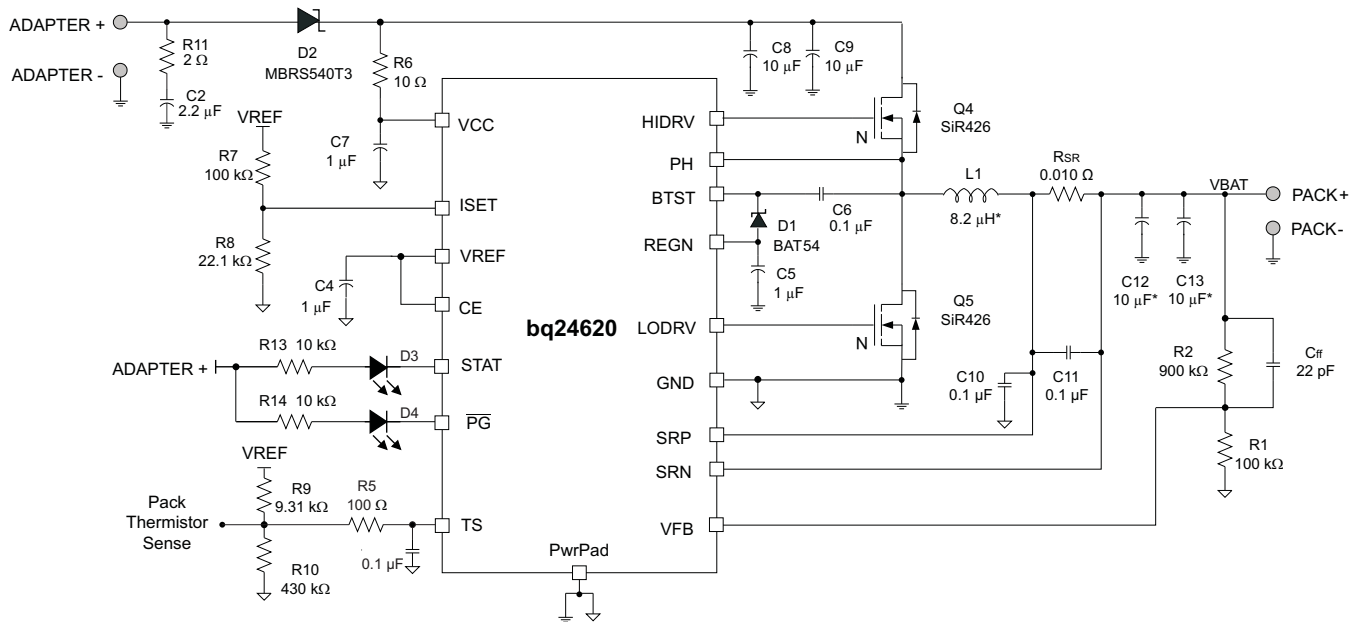 ADAPTER +
R11
2 Ω
D2
MBRS540T3
C8
10 µF
C9
10 µF
ADAPTER -
C2
2.2 µF
R6
10 Ω
VREF
R7
100 kΩ
C7
1 µF
VCC
HIDRV
N
Q4
SiR426
PH
ISET
BTST
C6
0.1 µF
L1
8.2 µH*
RSR
0.010 Ω
VBAT
PACK+
PACK-
R8
22.1 kΩ
VREF
REGN
D1
BAT54
C5
1 µF
C4
1 µF
CE
C12
10 µF*
C13
10 µF*
bq24620
LODRV
N
Q5
SiR426
ADAPTER +
R13 10 kΩ
D3
STAT
GND
C10
0.1 µF
C11
0.1 µF
R2
900 kΩ
Cff
22 pF
R14 10 kΩ
D4
PG
SRP
R1
100 kΩ
VREF
R9
9.31 kΩ
SRN
Pack
Thermistor
Sense
R5
100 Ω
TS
VFB
0.1 µF
R10
430 kΩ
PwrPad